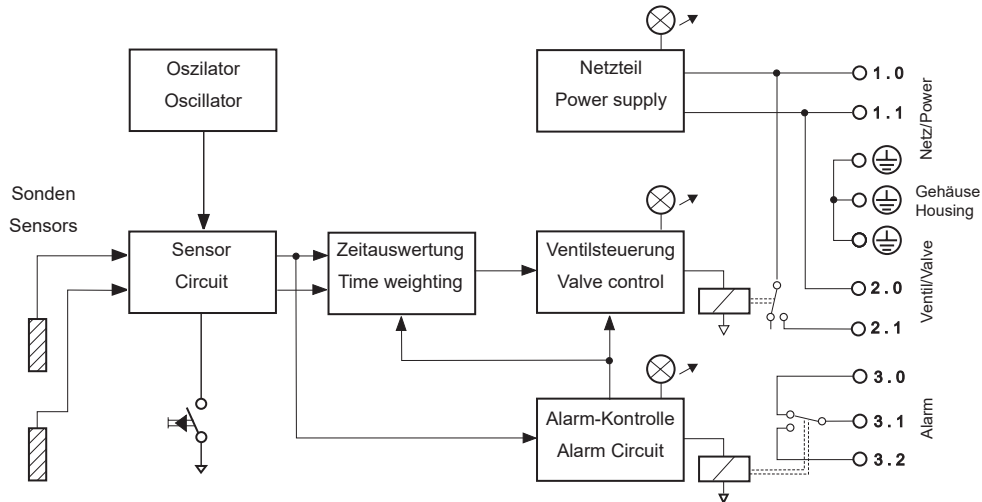 Oszilator
Oscillator
Netzteil
Power supply
1.0
1.1
Netz/Power
Gehäuse
Housing
Sonden
Sensors
Sensor
Circuit
Zeitauswertung
Time weighting
Ventilsteuerung
Valve control
2.0
2.1
Ventil/Valve
Alarm-Kontrolle
Alarm Circuit
3.0
3.1
3.2
Alarm